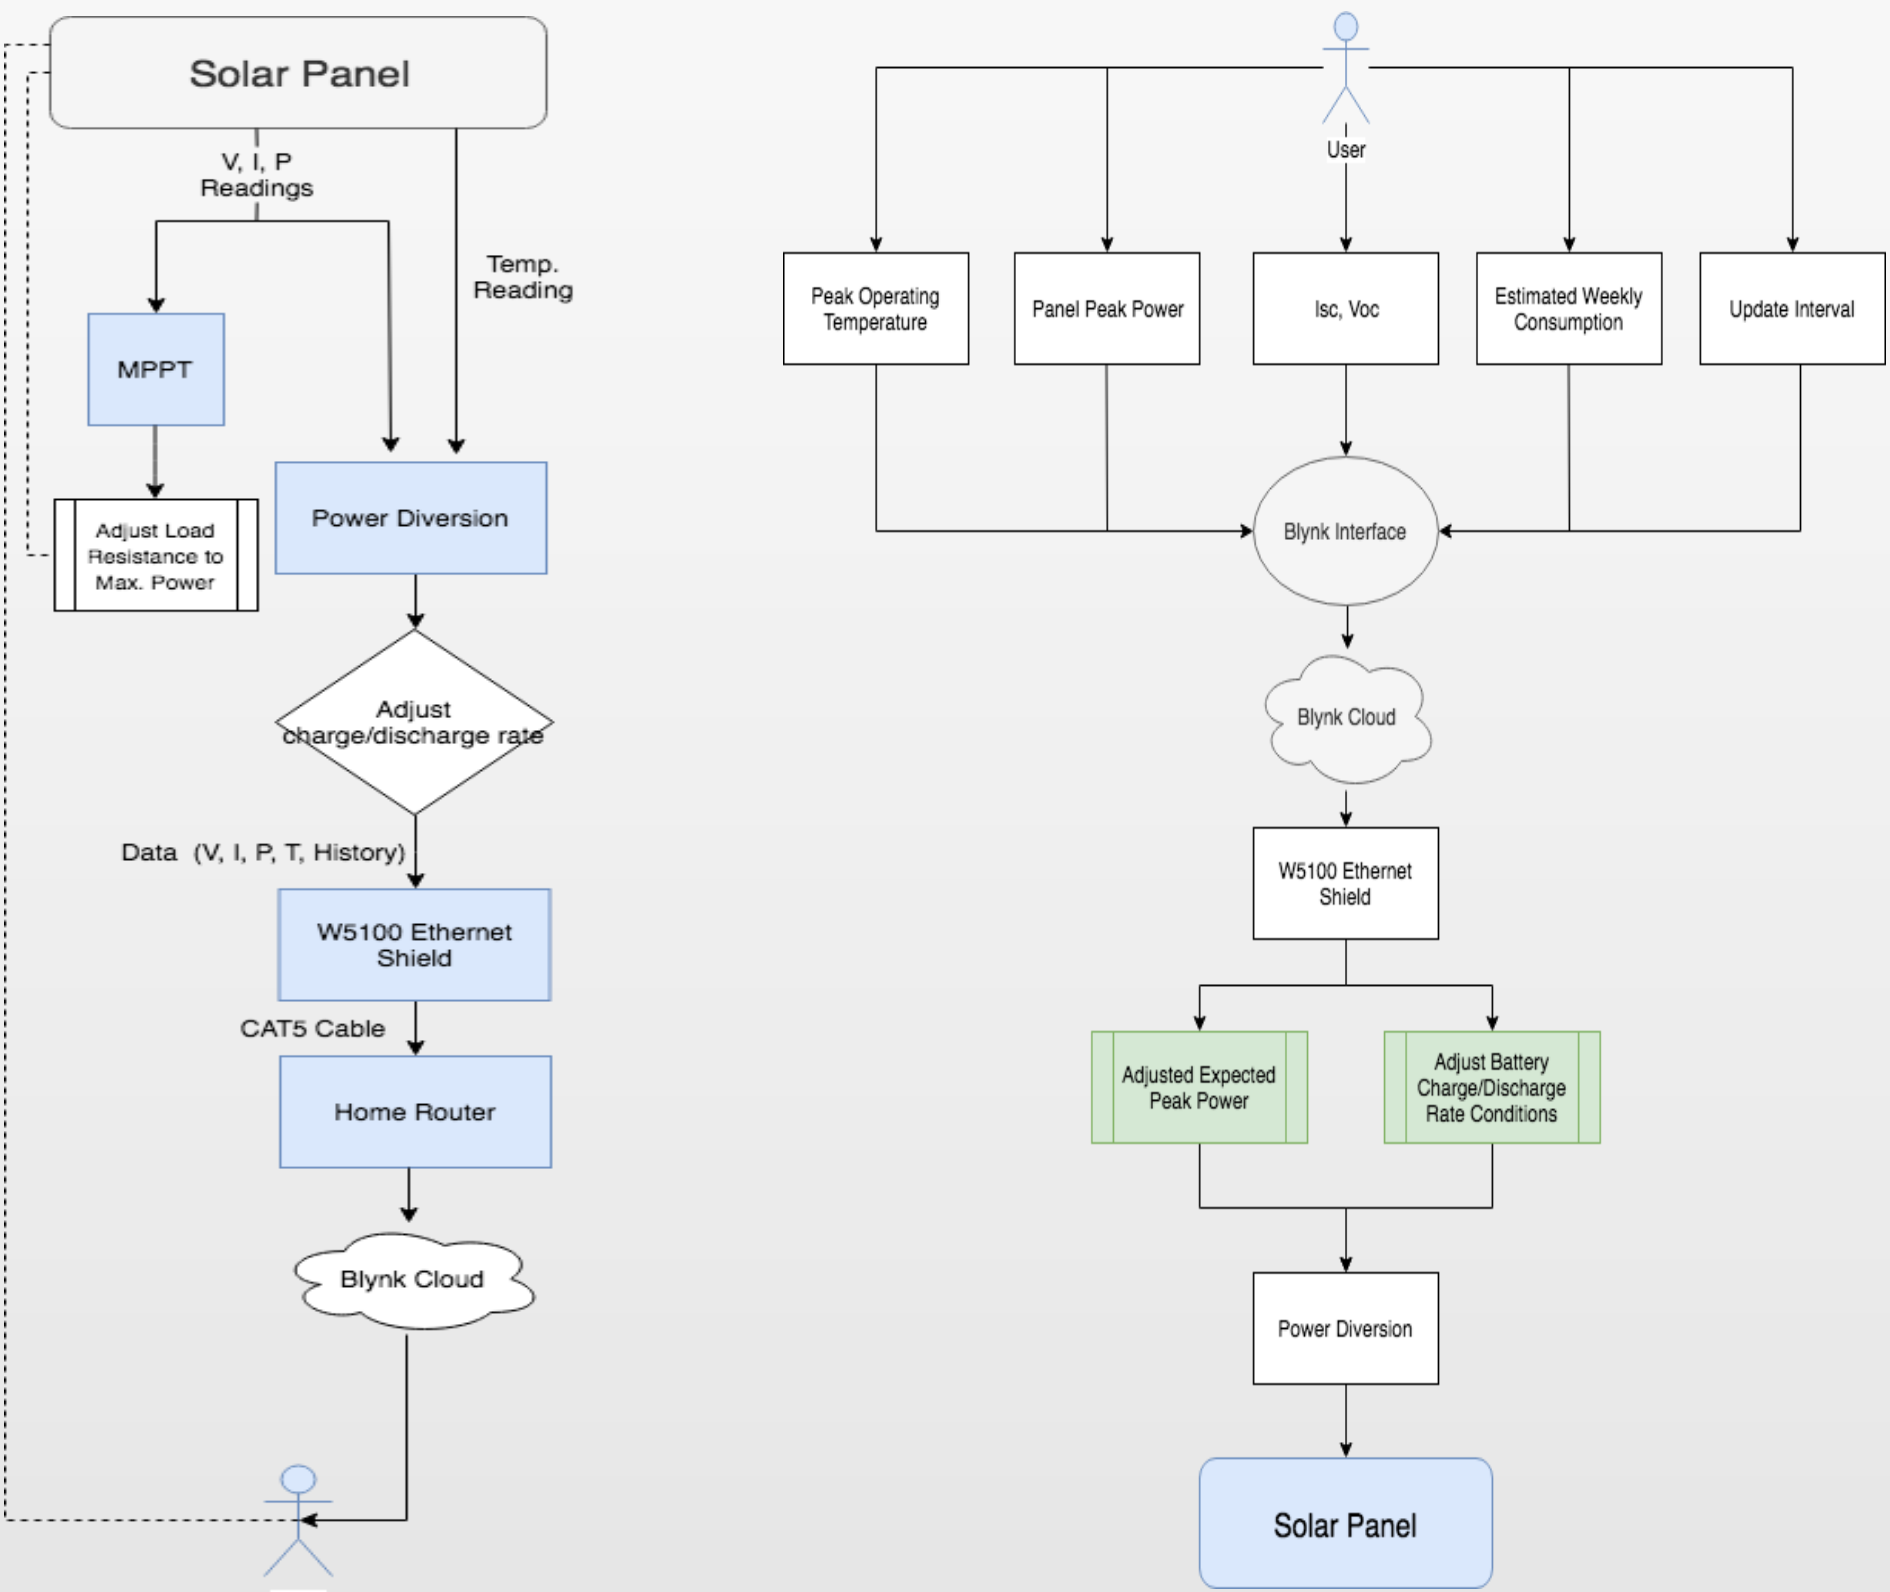 Solar Panel
V, I, P
Readings
Temp.
Reading
MPPT
Adjust Load
Resistance to
Max. Power
Power Diversion
Adjust
charge/discharge rate
Data (V, I, P, T, History)
W5100 Ethernet
Shield
CAT5 Cable
Home Router
Blynk Cloud
User
Peak Operating
Temperature
Panel Peak Power
Isc, Voc
Estimated Weekly
Consumption
Update Interval
Blynk Interface
Blynk Cloud
W5100 Ethernet
Shield
Adjusted Expected
Peak Power
Adjust Battery
Charge/Discharge
Rate Conditions
Power Diversion
Solar Panel